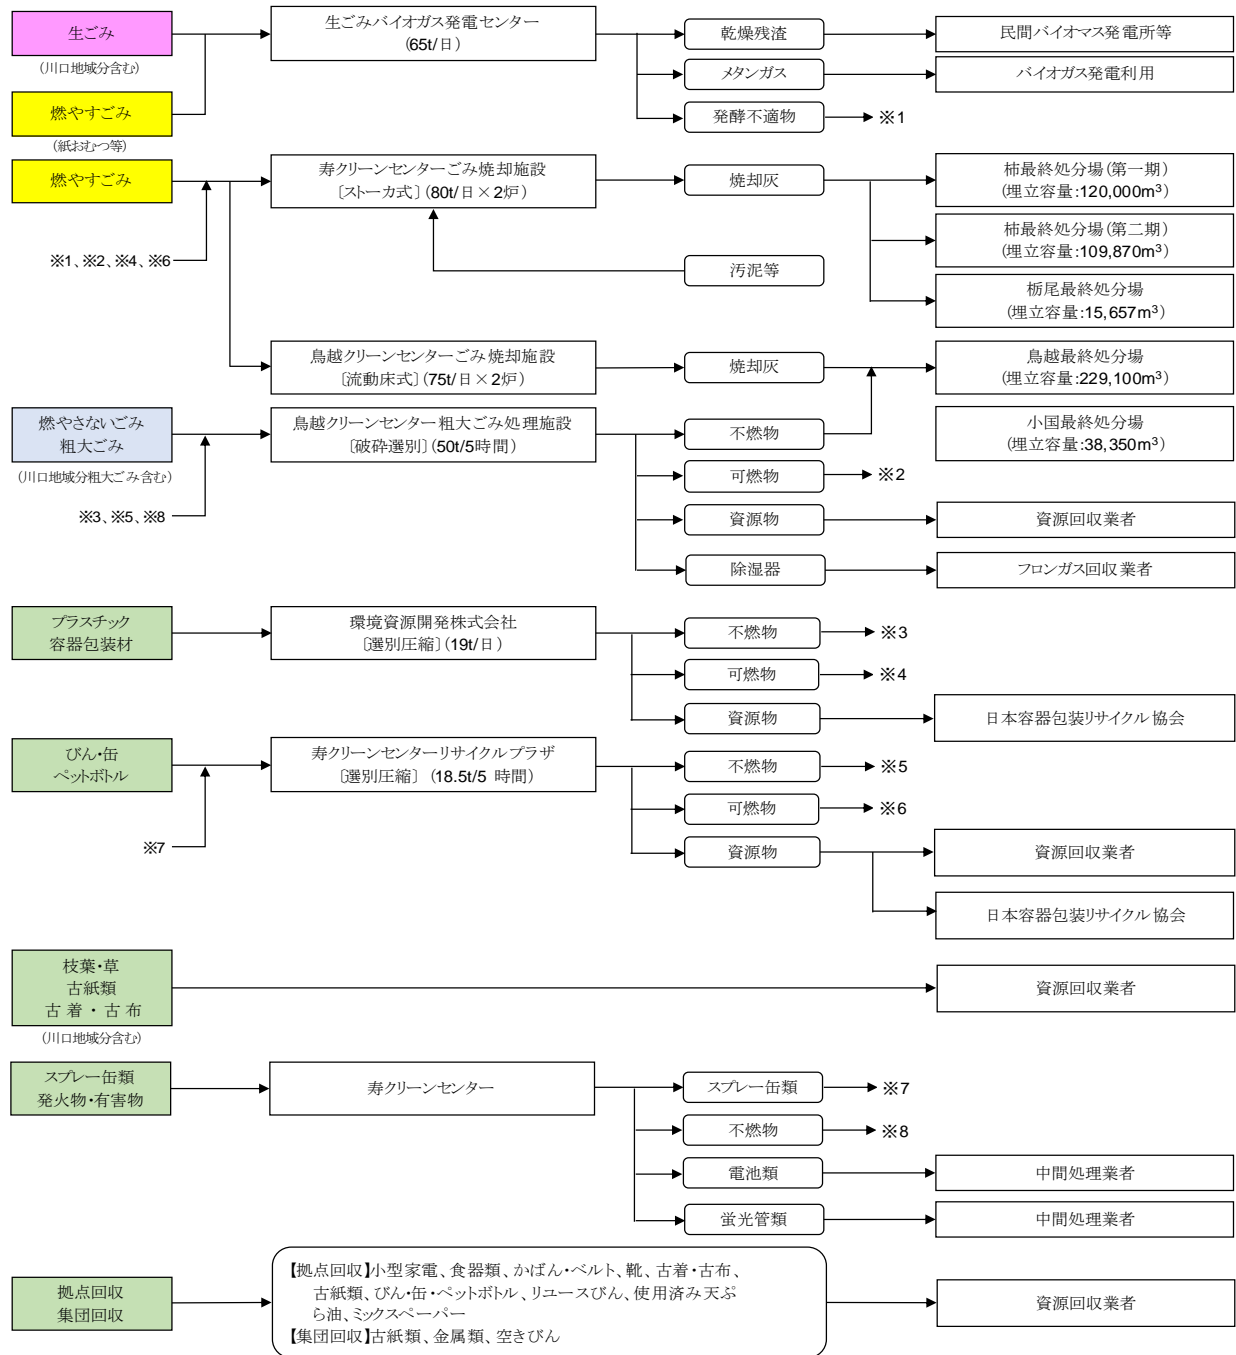 生ごみ
(川口地域分含む)
生ごみバイオガス発電センター
(65t/日)
乾燥残渣
民間バイオマス発電所等
メタンガス
バイオガス発電利用
発酵不適物
※1
燃やすごみ
(紙おむつ等)
燃やすごみ
※1、※2、※4、※6
寿クリーンセンターごみ焼却施設
〔ストーカ式〕(80t/日×2炉)
焼却灰
汚泥等
柿最終処分場(第一期)
(埋立容量:120,000m³)
柿最終処分場(第二期)
(埋立容量:109,870m³)
栃尾最終処分場
(埋立容量:15,657m³)
鳥越クリーンセンターごみ焼却施設
〔流動床式〕(75t/日×2炉)
焼却灰
鳥越最終処分場
(埋立容量:229,100m³)
燃やさないごみ
粗大ごみ
(川口地域分粗大ごみ含む)
※3、※5、※8
鳥越クリーンセンター粗大ごみ処理施設
〔破砕選別〕(50t/5時間)
不燃物
小国最終処分場
(埋立容量:38,350m³)
可燃物
※2
資源物
資源回収業者
除湿器
フロンガス回収業者
プラスチック
容器包装材
環境資源開発株式会社
〔選別圧縮〕(19t/日)
不燃物
※3
可燃物
※4
資源物
日本容器包装リサイクル協会
びん・缶
ペットボトル
※7
寿クリーンセンターリサイクルプラザ
〔選別圧縮〕 (18.5t/5 時間)
不燃物
※5
可燃物
※6
資源物
資源回収業者
日本容器包装リサイクル協会
枝葉・草
古紙類
古 着 ・ 古 布
(川口地域分含む)
資源回収業者
スプレー缶類
発火物・有害物
寿クリーンセンター
スプレー缶類
※7
不燃物
※8
電池類
中間処理業者
蛍光管類
中間処理業者
拠点回収
集団回収
【拠点回収】小型家電、食器類、かばん・ベルト、靴、古着・古布、
古紙類、びん・缶・ペットボトル、リユースびん、使用済み天ぷ
ら油、ミックスペーパー
【集団回収】古紙類、金属類、空きびん
資源回収業者